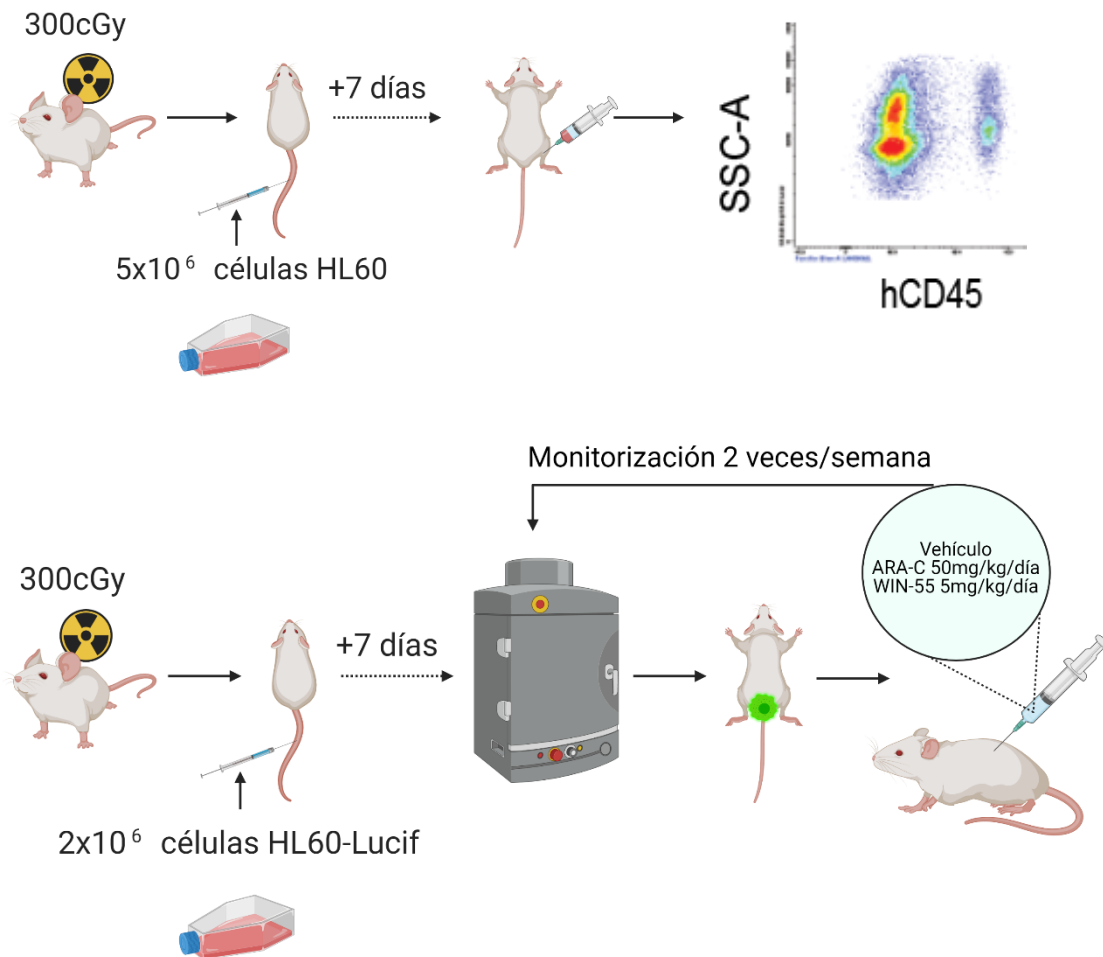 300cGy
+7 días
5x10⁶ células HL60
SSC-A
hCD45
Monitorización 2 veces/semana
Vehículo
ARA-C 50mg/kg/día
WIN-55 5mg/kg/día
300cGy
+7 días
2x10⁶ células HL60-Lucif